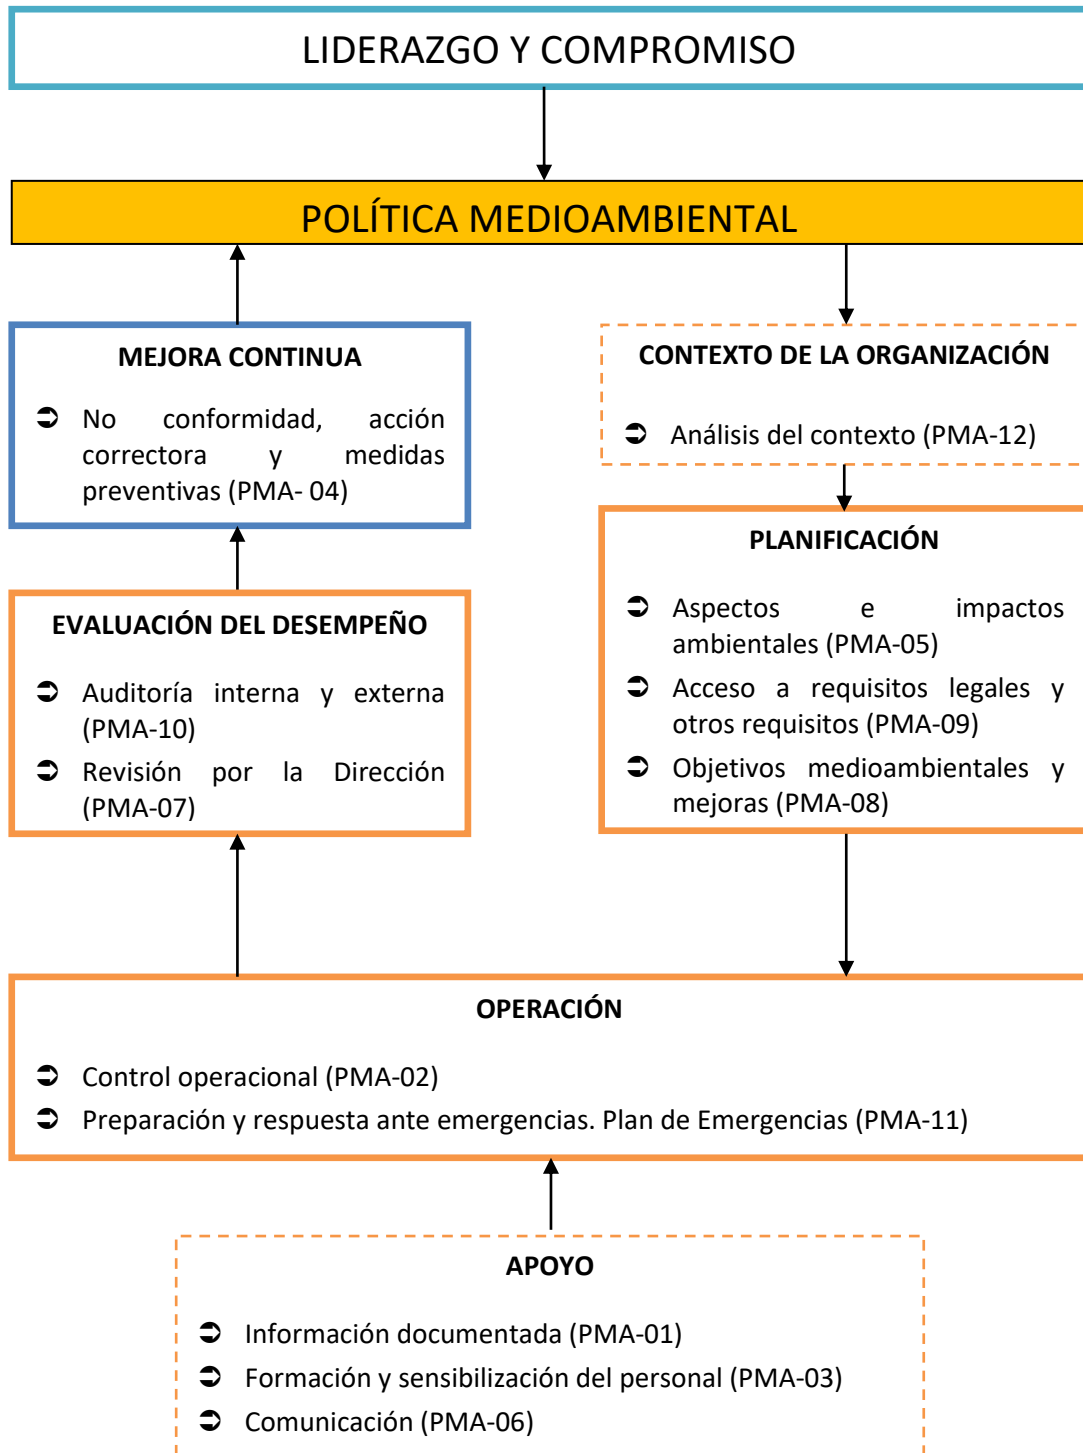 LIDERAZGO Y COMPROMISO
POLÍTICA MEDIOAMBIENTAL
MEJORA CONTINUA
➲ No conformidad, acción
correctora y medidas
preventivas (PMA- 04)
CONTEXTO DE LA ORGANIZACIÓN
➲ Análisis del contexto (PMA-12)
PLANIFICACIÓN
➲ Aspectos e impactos
ambientales (PMA-05)
➲ Acceso a requisitos legales y
otros requisitos (PMA-09)
➲ Objetivos medioambientales y
mejoras (PMA-08)
EVALUACIÓN DEL DESEMPEÑO
➲ Auditoría interna y externa
(PMA-10)
➲ Revisión por la Dirección
(PMA-07)
OPERACIÓN
➲ Control operacional (PMA-02)
➲ Preparación y respuesta ante emergencias. Plan de Emergencias (PMA-11)
APOYO
➲ Información documentada (PMA-01)
➲ Formación y sensibilización del personal (PMA-03)
➲ Comunicación (PMA-06)